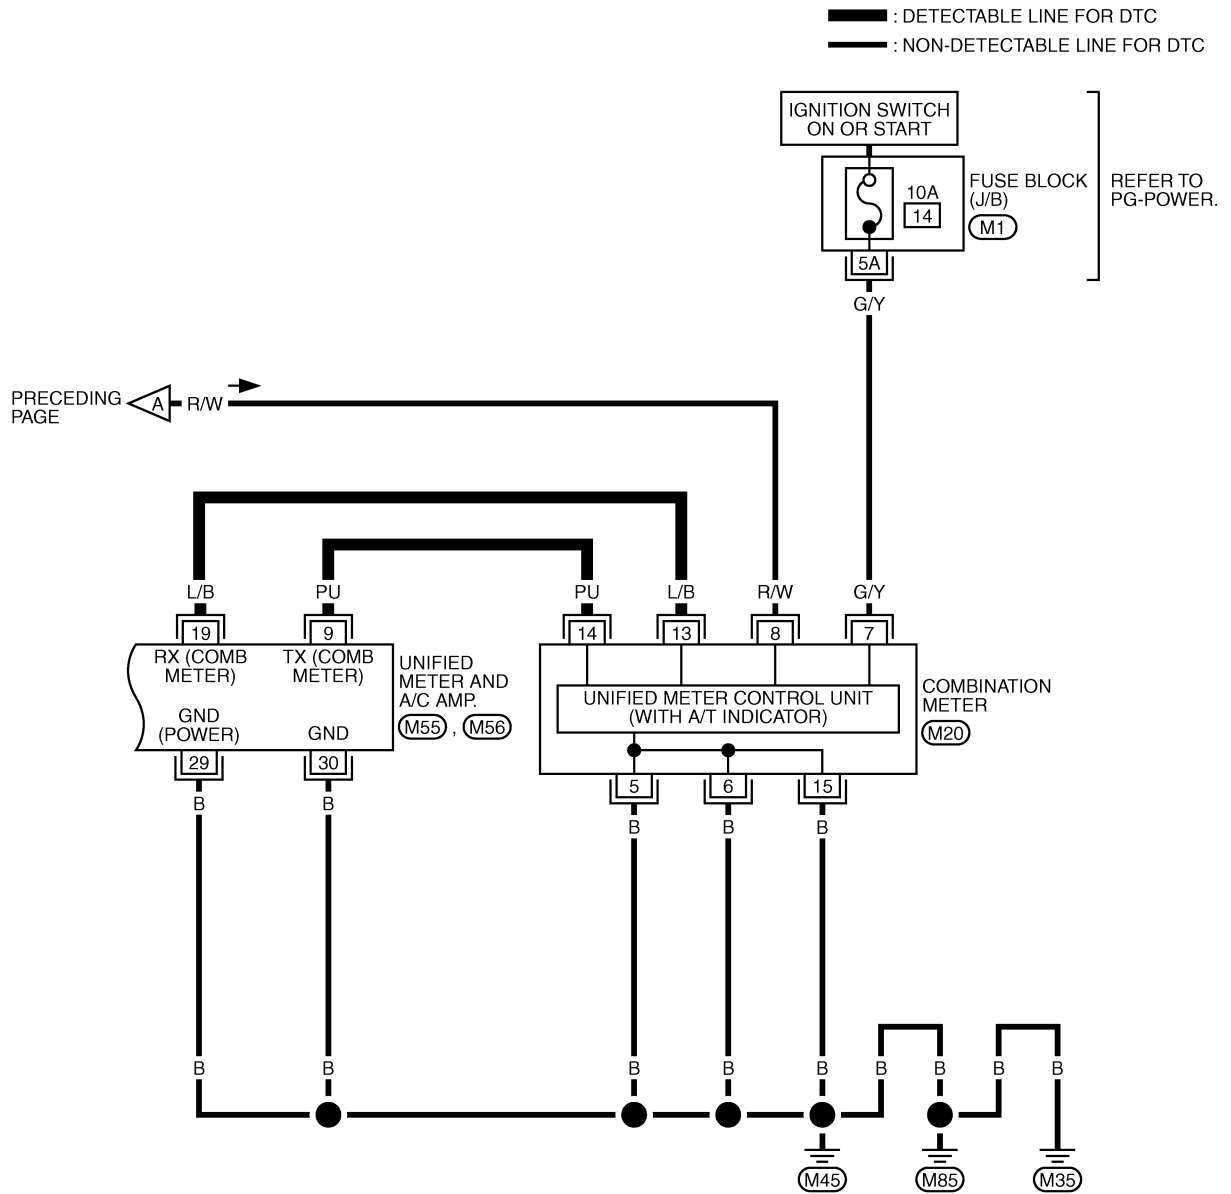 : DETECTABLE LINE FOR DTC
: NON-DETECTABLE LINE FOR DTC
IGNITION SWITCH
ON OR START
10A
14
FUSE BLOCK
(J/B)
M1
REFER TO
PG-POWER.
5A
G/Y
PRECEDING
PAGE
A
R/W
L/B
PU
PU
L/B
R/W
G/Y
19
9
14
13
8
7
RX (COMB
METER)
TX (COMB
METER)
GND
(POWER)
GND
UNIFIED
METER AND
A/C AMP.
M55 , M56
UNIFIED METER CONTROL UNIT
(WITH A/T INDICATOR)
COMBINATION
METER
M20
29
30
5
6
15
B
B
B
B
B
B
B
B
B
B
B
B
B
B
M45
M85
M35